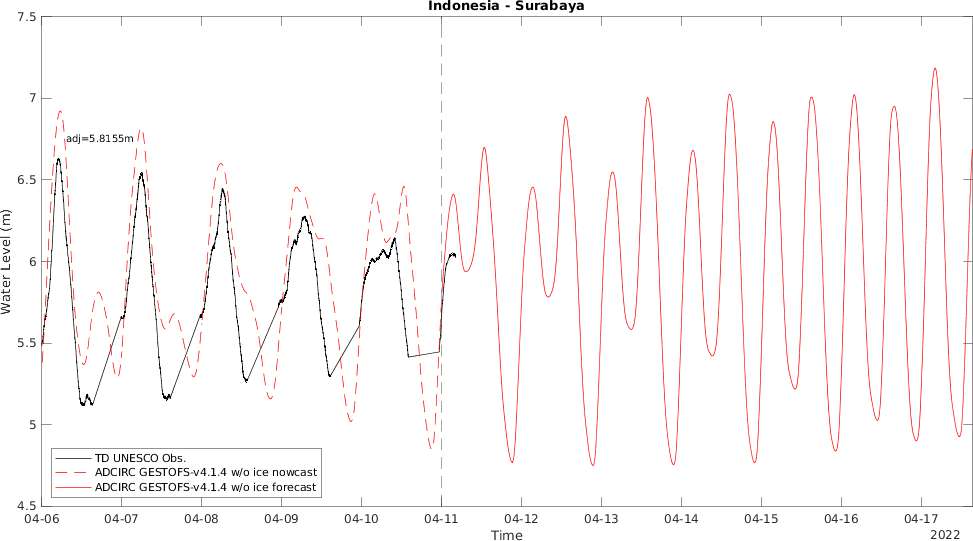 Indonesia - Surabaya
7.5
7
6.5
6
5.5
5
4.5
Water Level (m)
adj=5.8155m
TD UNESCO Obs.
ADCIRC GESTOFS-v4.1.4 w/o ice nowcast
ADCIRC GESTOFS-v4.1.4 w/o ice forecast
04-06 04-07 04-08 04-09 04-10 04-11 04-12 04-13 04-14 04-15 04-16 04-17
Time
2022